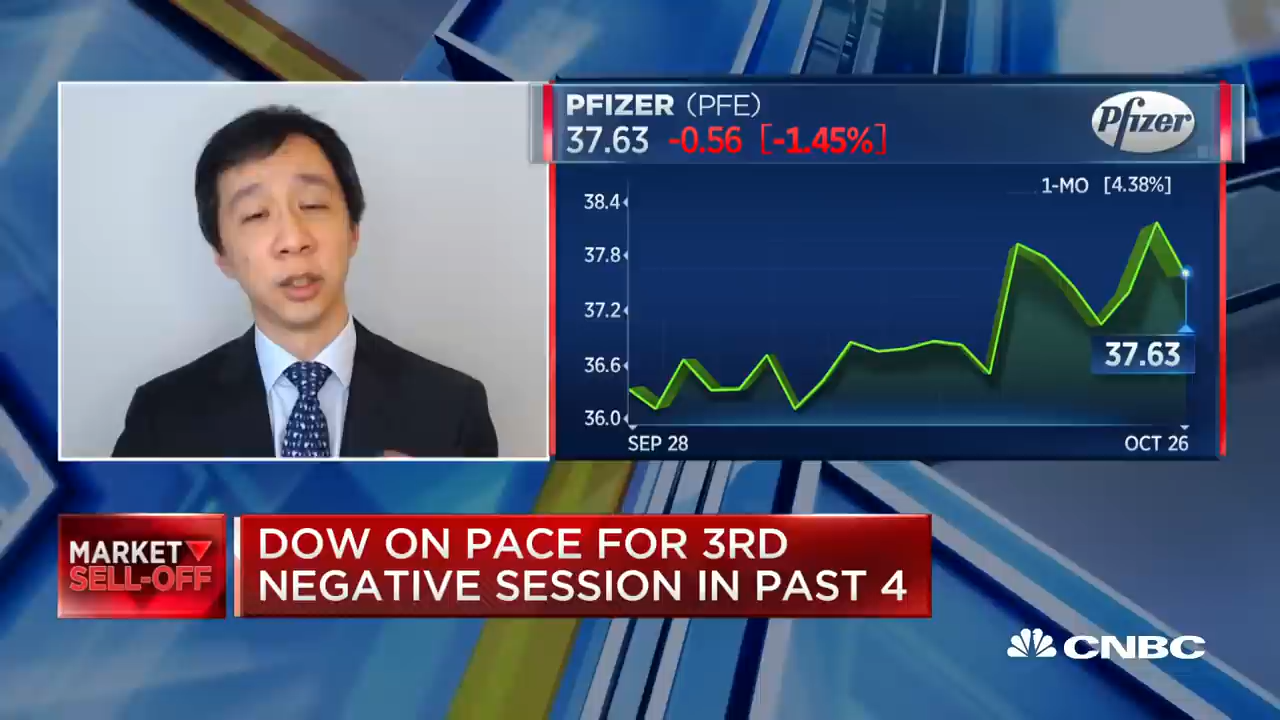 PFIZER (PFE)
37.63 -0.56 [-1.45%]
Pfizer
1-MO [4.38%]
38.4
37.8
37.2
36.6
36.0
37.63
SEP 28
OCT 26
MARKET
SELL-OFF
DOW ON PACE FOR 3RD
NEGATIVE SESSION IN PAST 4
CNBC